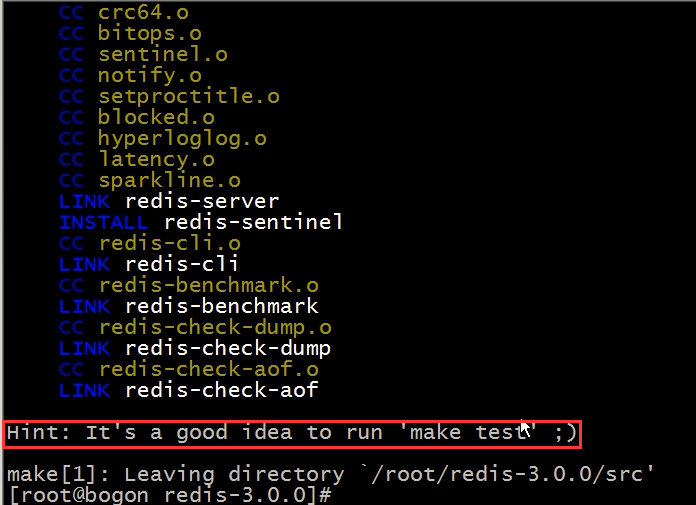 CC crc64.o
CC bitops.o
CC sentinel.o
CC notify.o
CC setproctitle.o
CC blocked.o
CC hyperloglog.o
CC latency.o
CC sparkline.o
LINK redis-server
INSTALL redis-sentinel
CC redis-cli.o
LINK redis-cli
CC redis-benchmark.o
LINK redis-benchmark
CC redis-check-dump.o
LINK redis-check-dump
CC redis-check-aof.o
LINK redis-check-aof
Hint: It's a good idea to run 'make test' ;)
make[1]: Leaving directory `/root/redis-3.0.0/src'
[root@bogon redis-3.0.0]#